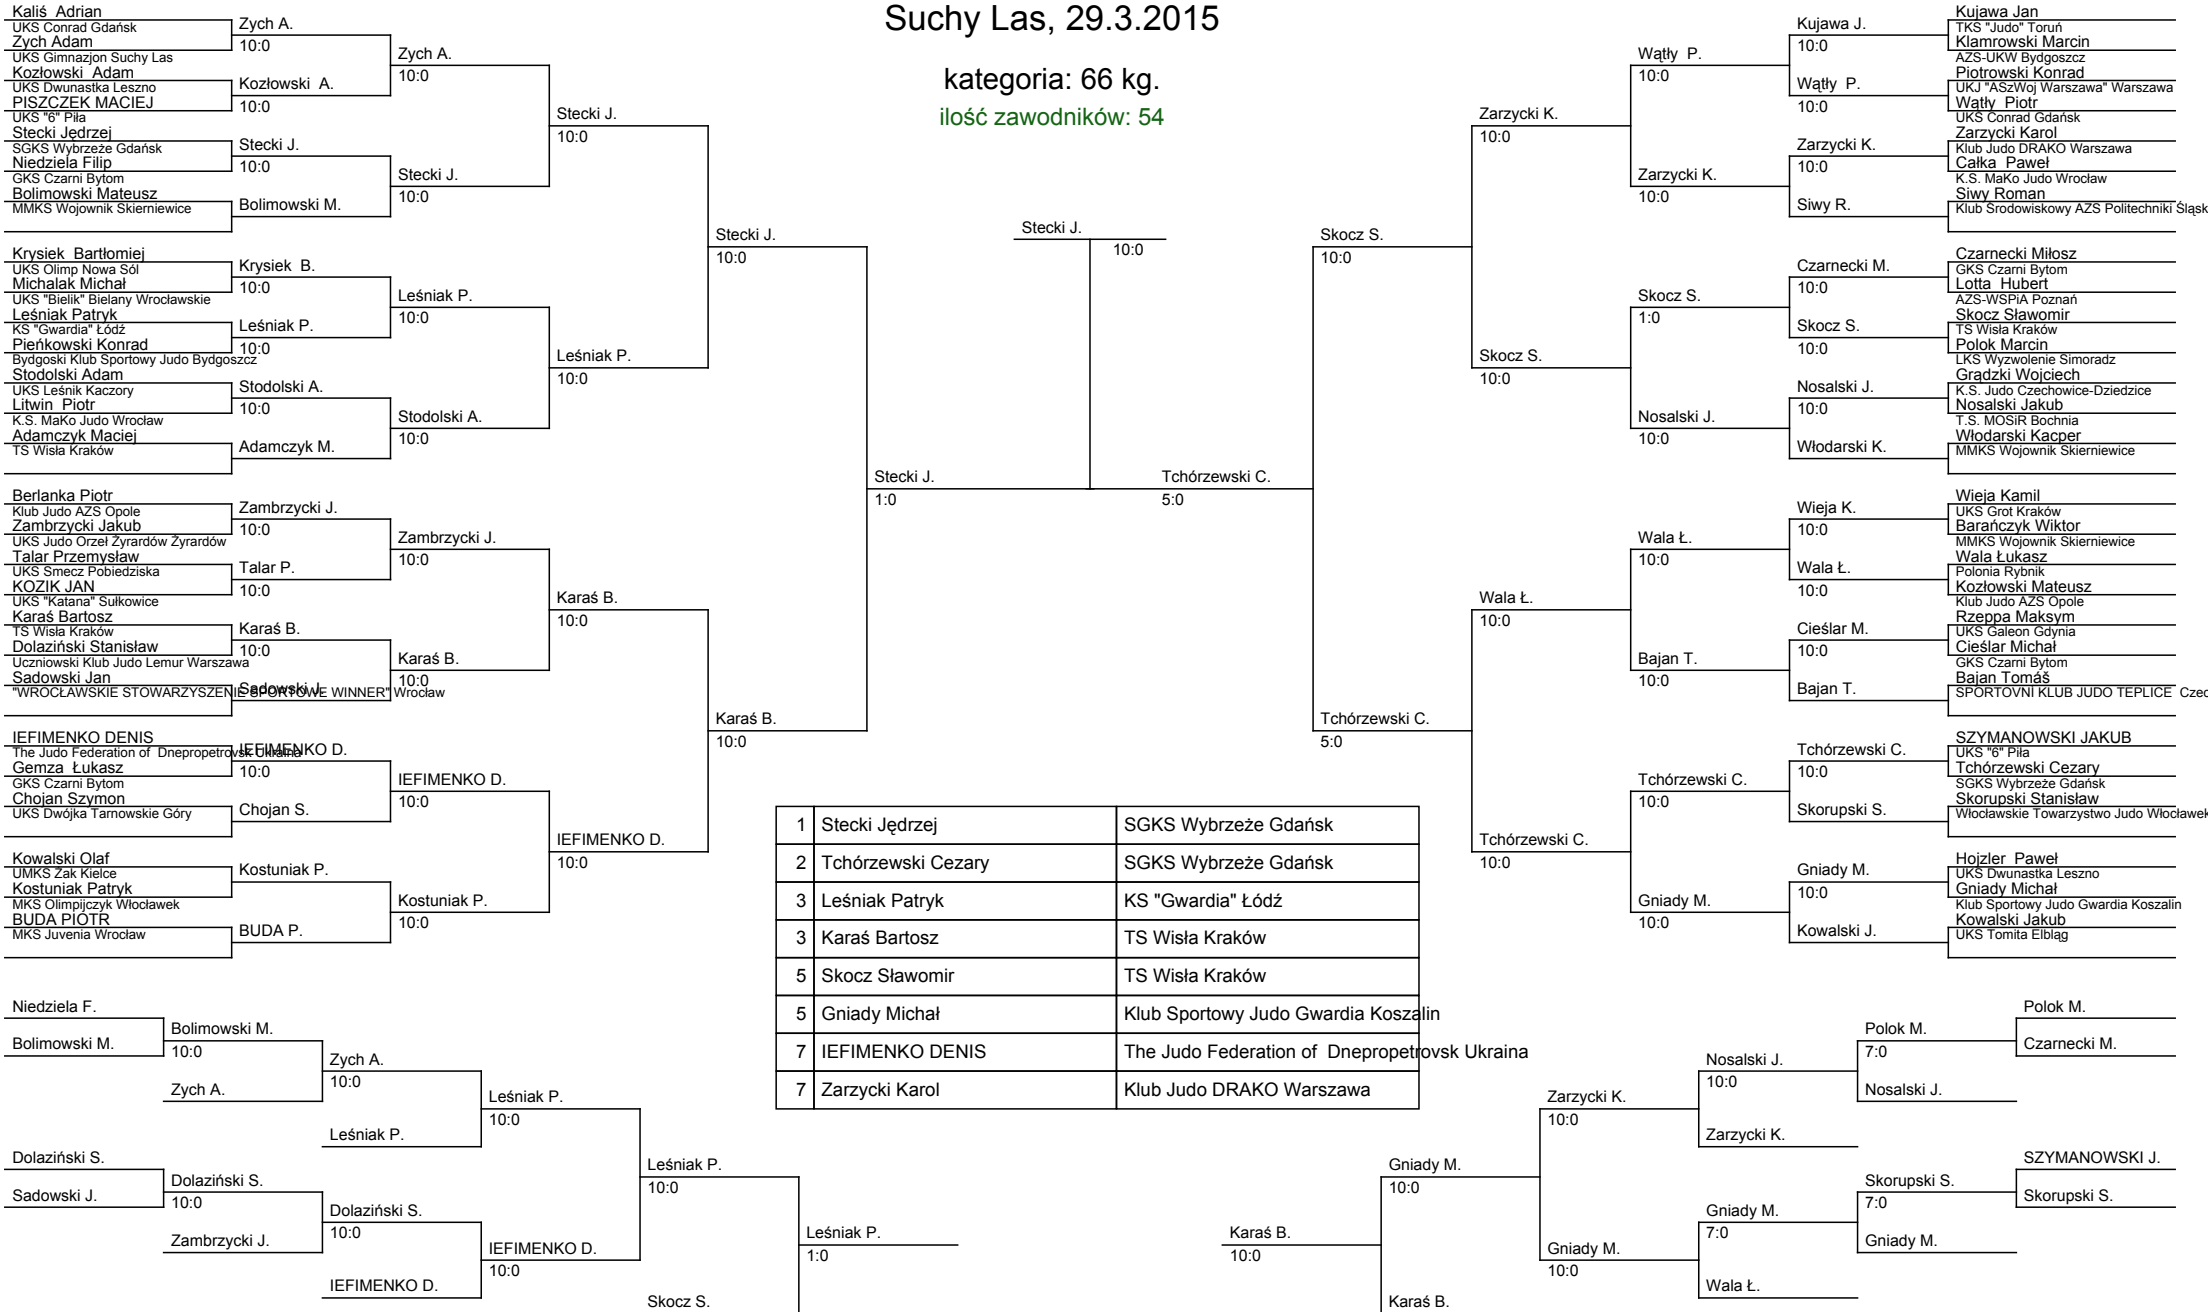 Suchy Las, 29.3.2015
kategoria: 66 kg.
ilość zawodników: 54
Kaliś Adrian
UKS Conrad Gdańsk
Zych Adam
UKS Gimnazjon Suchy Las
Kozłowski Adam
UKS Dwunastka Leszno
PISZCZEK MACIEJ
UKS "6" Piła
Stecki Jędrzej
SGKS Wybrzeże Gdańsk
Niedziela Filip
GKS Czarni Bytom
Bolimowski Mateusz
MMKS Wojownik Skierniewice
Krysiek Bartłomiej
UKS Olimp Nowa Sól
Michalak Michał
UKS "Bielik" Bielany Wrocławskie
Leśniak Patryk
KS "Gwardia" Łódź
Pieńkowski Konrad
Bydgoski Klub Sportowy Judo Bydgoszcz
Stodolski Adam
UKS Leśnik Kaczory
Litwin Piotr
K.S. MaKo Judo Wrocław
Adamczyk Maciej
TS Wisła Kraków
Berlanka Piotr
Klub Judo AZS Opole
Zambrzycki Jakub
UKS Judo Orzeł Żyrardów Żyrardów
Talar Przemysław
UKS Smecz Pobiedziska
KOZIK JAN
UKS "Katana" Sułkowice
Karaś Bartosz
TS Wisła Kraków
Dolaziński Stanisław
Uczniowski Klub Judo Lemur Warszawa
Sadowski Jan
"WROCŁAWSKIE STOWARZYSZENIE SPORTOWE WINNER" Wrocław
IEFIMENKO DENIS
The Judo Federation of Dnepropetrovsk Ukraina
Gemza Łukasz
GKS Czarni Bytom
Chojan Szymon
UKS Dwójka Tarnowskie Góry
Kowalski Olaf
UMKS Żak Kielce
Kostuniak Patryk
MKS Olimpijczyk Włocławek
BUDA PIOTR
MKS Juvenia Wrocław
Zych A.
10:0
Kozłowski A.
10:0
Stecki J.
10:0
Bolimowski M.
Krysiek B.
10:0
Leśniak P.
10:0
Stodolski A.
10:0
Adamczyk M.
Zambrzycki J.
10:0
Talar P.
10:0
Karaś B.
10:0
Sadowski J.
IEFIMENKO D.
10:0
Chojan S.
Kostuniak P.
10:0
BUDA P.
Zych A.
10:0
Stecki J.
10:0
Leśniak P.
10:0
Stodolski A.
10:0
Zambrzycki J.
10:0
Karaś B.
10:0
IEFIMENKO D.
10:0
Kostuniak P.
10:0
Stecki J.
10:0
Leśniak P.
10:0
Karaś B.
10:0
IEFIMENKO D.
10:0
Stecki J.
10:0
Karaś B.
10:0
Stecki J.
1:0
Stecki J.
10:0
Tchórzewski C.
5:0
Skocz S.
10:0
Tchórzewski C.
5:0
Zarzycki K.
10:0
Skocz S.
10:0
Wala Ł.
10:0
Tchórzewski C.
10:0
Wątły P.
10:0
Zarzycki K.
10:0
Skocz S.
1:0
Nosalski J.
10:0
Wala Ł.
10:0
Bajan T.
10:0
Tchórzewski C.
10:0
Gniady M.
10:0
Kujawa J.
10:0
Wątły P.
10:0
Zarzycki K.
10:0
Siwy R.
Czarnecki M.
10:0
Skocz S.
10:0
Nosalski J.
10:0
Włodarski K.
Wieja K.
10:0
Wala Ł.
10:0
Cieślar M.
10:0
Bajan T.
Tchórzewski C.
10:0
Skorupski S.
Gniady M.
10:0
Kowalski J.
Kujawa Jan
TKS "Judo" Toruń
Klamrowski Marcin
AZS-UKW Bydgoszcz
Piotrowski Konrad
UKJ "ASzWoj Warszawa" Warszawa
Wątły Piotr
UKS Conrad Gdańsk
Zarzycki Karol
Klub Judo DRAKO Warszawa
Całka Paweł
K.S. MaKo Judo Wrocław
Siwy Roman
Klub Środowiskowy AZS Politechniki Śląsk
Czarnecki Miłosz
GKS Czarni Bytom
Lotta Hubert
AZS-WSPiA Poznań
Skocz Sławomir
TS Wisła Kraków
Polok Marcin
LKS Wyzwolenie Simoradz
Grądzki Wojciech
K.S. Judo Czechowice-Dziedzice
Nosalski Jakub
T.S. MOSiR Bochnia
Włodarski Kacper
MMKS Wojownik Skierniewice
Wieja Kamil
UKS Grot Kraków
Barańczyk Wiktor
MMKS Wojownik Skierniewice
Wala Łukasz
Polonia Rybnik
Kozłowski Mateusz
Klub Judo AZS Opole
Rzeppa Maksym
UKS Galeon Gdynia
Cieślar Michał
GKS Czarni Bytom
Bajan Tomáš
SPORTOVNI KLUB JUDO TEPLICE Czec
SZYMANOWSKI JAKUB
UKS "6" Piła
Tchórzewski Cezary
SGKS Wybrzeże Gdańsk
Skorupski Stanisław
Włocławskie Towarzystwo Judo Włocławek
Hojzler Paweł
UKS Dwunastka Leszno
Gniady Michał
Klub Sportowy Judo Gwardia Koszalin
Kowalski Jakub
UKS Tomita Elbląg
1 Stecki Jędrzej SGKS Wybrzeże Gdańsk
2 Tchórzewski Cezary SGKS Wybrzeże Gdańsk
3 Leśniak Patryk KS "Gwardia" Łódź
3 Karaś Bartosz TS Wisła Kraków
5 Skocz Sławomir TS Wisła Kraków
5 Gniady Michał Klub Sportowy Judo Gwardia Koszalin
7 IEFIMENKO DENIS The Judo Federation of Dnepropetrovsk Ukraina
7 Zarzycki Karol Klub Judo DRAKO Warszawa
Niedziela F.
Bolimowski M.
Dolaziński S.
Sadowski J.
Bolimowski M.
10:0
Zych A.
Dolaziński S.
10:0
Zambrzycki J.
Zych A.
10:0
Leśniak P.
Dolaziński S.
10:0
IEFIMENKO D.
Leśniak P.
10:0
IEFIMENKO D.
10:0
Leśniak P.
10:0
Skocz S.
Leśniak P.
1:0
Karaś B.
10:0
Gniady M.
10:0
Karaś B.
Zarzycki K.
10:0
Gniady M.
10:0
Nosalski J.
10:0
Zarzycki K.
Gniady M.
7:0
Wala Ł.
Polok M.
7:0
Nosalski J.
Skorupski S.
7:0
Gniady M.
Polok M.
Czarnecki M.
SZYMANOWSKI J.
Skorupski S.